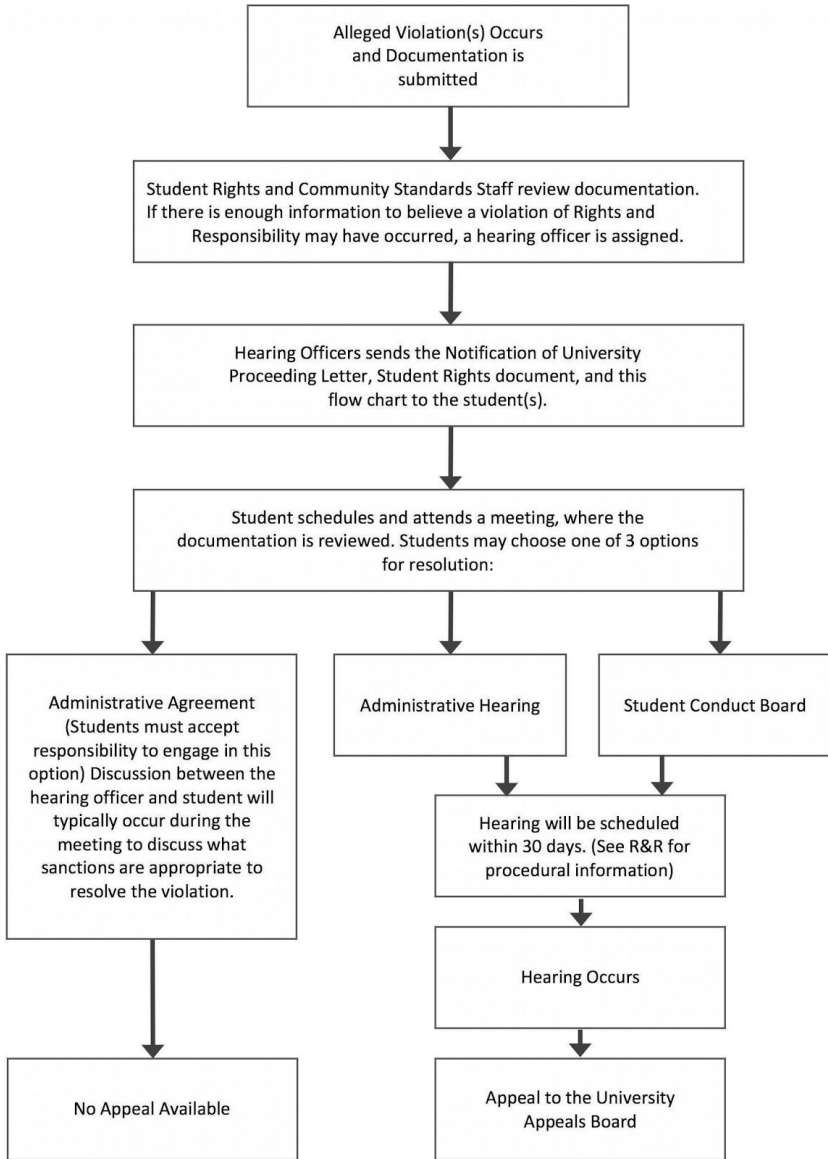 Alleged Violation(s) Occurs
and Documentation is
submitted
Student Rights and Community Standards Staff review documentation.
If there is enough information to believe a violation of Rights and
Responsibility may have occurred, a hearing officer is assigned.
Hearing Officers sends the Notification of University
Proceeding Letter, Student Rights document, and this
flow chart to the student(s).
Student schedules and attends a meeting, where the
documentation is reviewed. Students may choose one of 3 options
for resolution:
Administrative Agreement
(Students must accept
responsibility to engage in this
option) Discussion between the
hearing officer and student will
typically occur during the
meeting to discuss what
sanctions are appropriate to
resolve the violation.
No Appeal Available
Administrative Hearing
Student Conduct Board
Hearing will be scheduled
within 30 days. (See R&R for
procedural information)
Hearing Occurs
Appeal to the University
Appeals Board